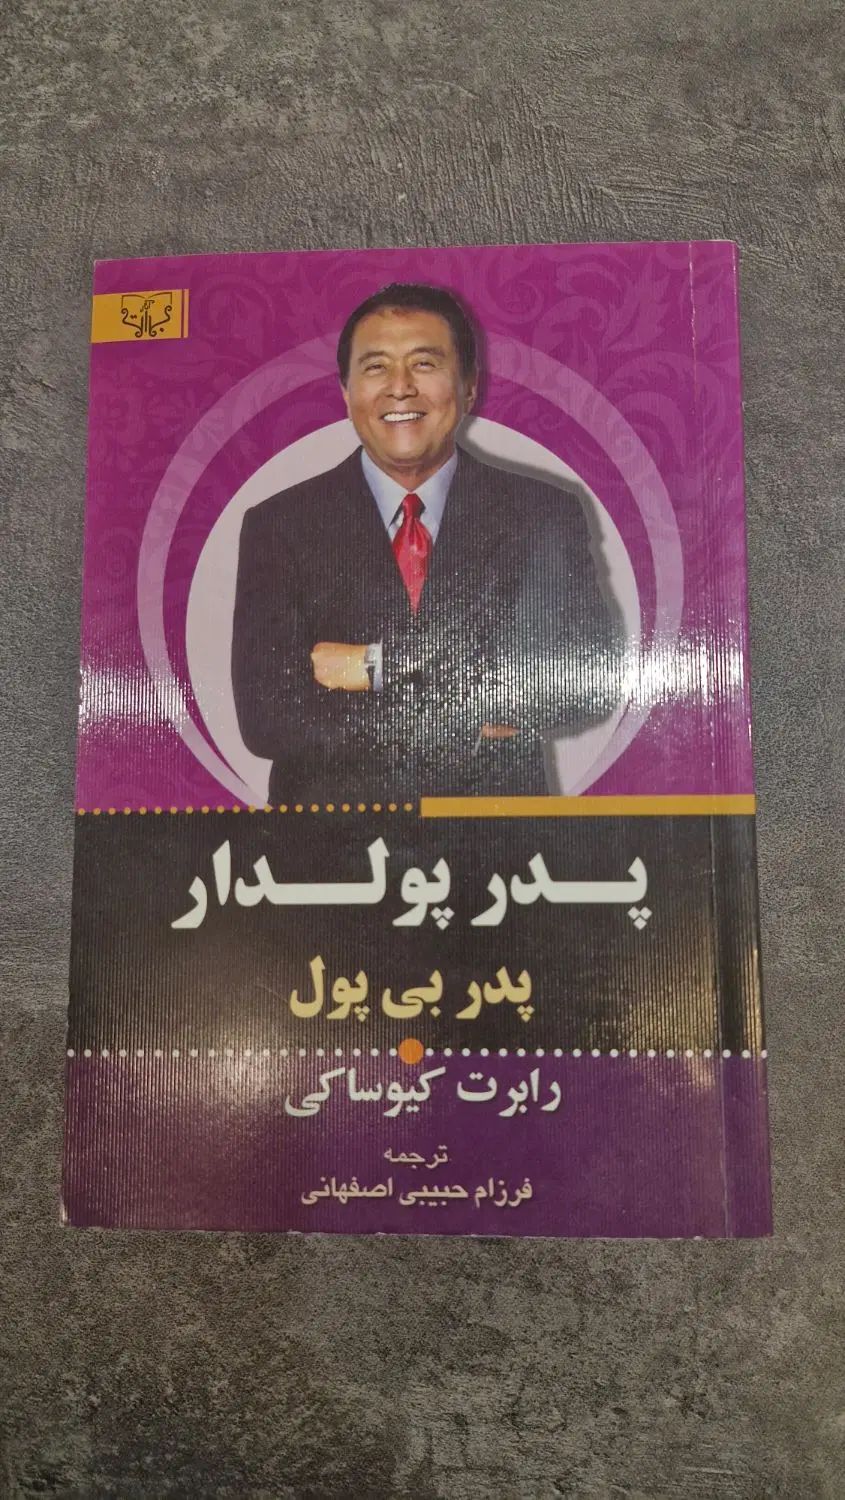 پدر پولدار
پدر بی پول
رابرت کیوساکی
ترجمه
فرزام حبیبی اصفهانی